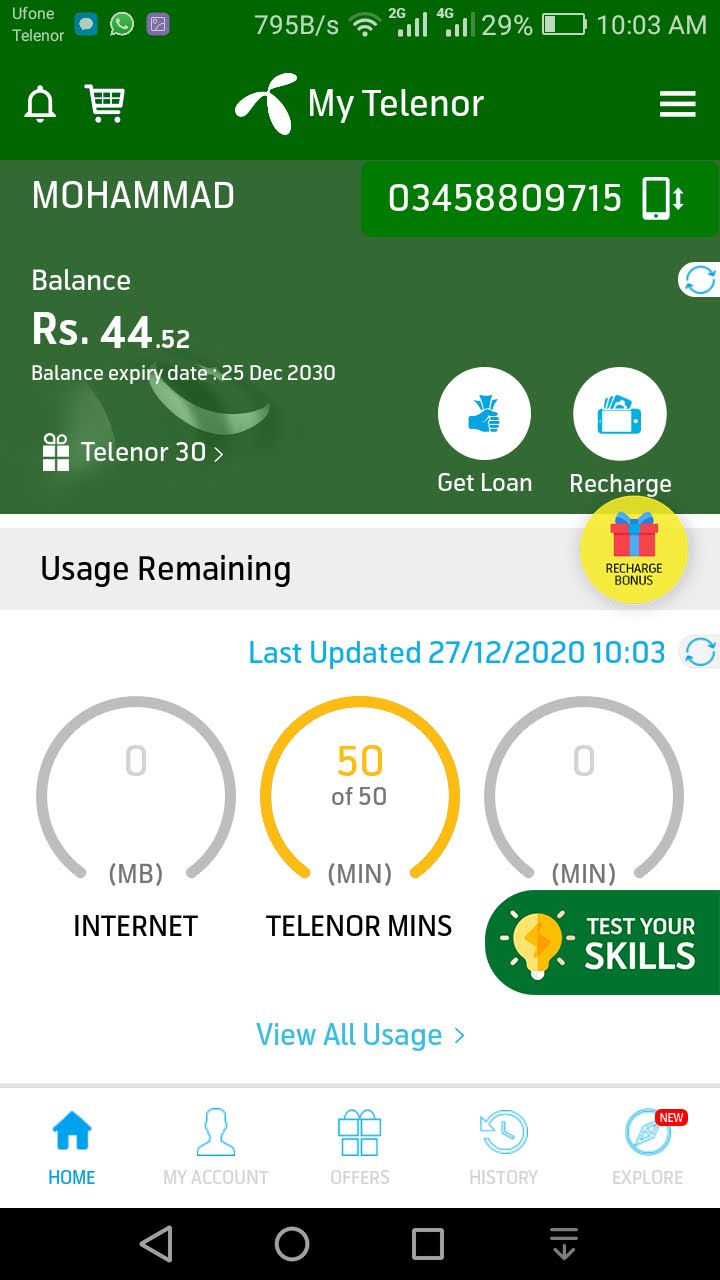 Ufone
Telenor
795B/s 2G 4G 29% 10:03 AM
My Telenor
MOHAMMAD
03458809715
Balance
Rs. 44.52
Balance expiry date : 25 Dec 2030
Telenor 30 >
Get Loan Recharge
RECHARGE
BONUS
Usage Remaining
Last Updated 27/12/2020 10:03
0 50 0
of 50
(MB) (MIN) (MIN)
INTERNET TELENOR MINS
TEST YOUR
SKILLS
View All Usage >
NEW
HOME MY ACCOUNT OFFERS HISTORY EXPLORE